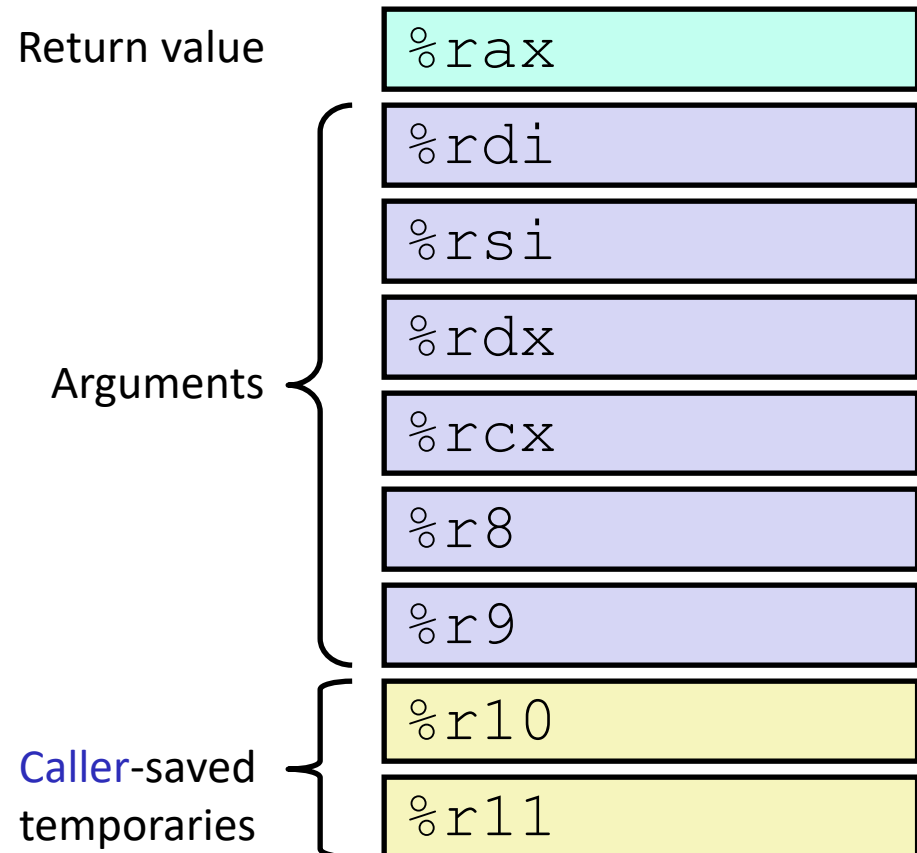 Return value
%rax
%rdi
%rsi
%rdx
Arguments
%rcx
%r8
%r9
%r10
Caller-saved
temporaries
%r11